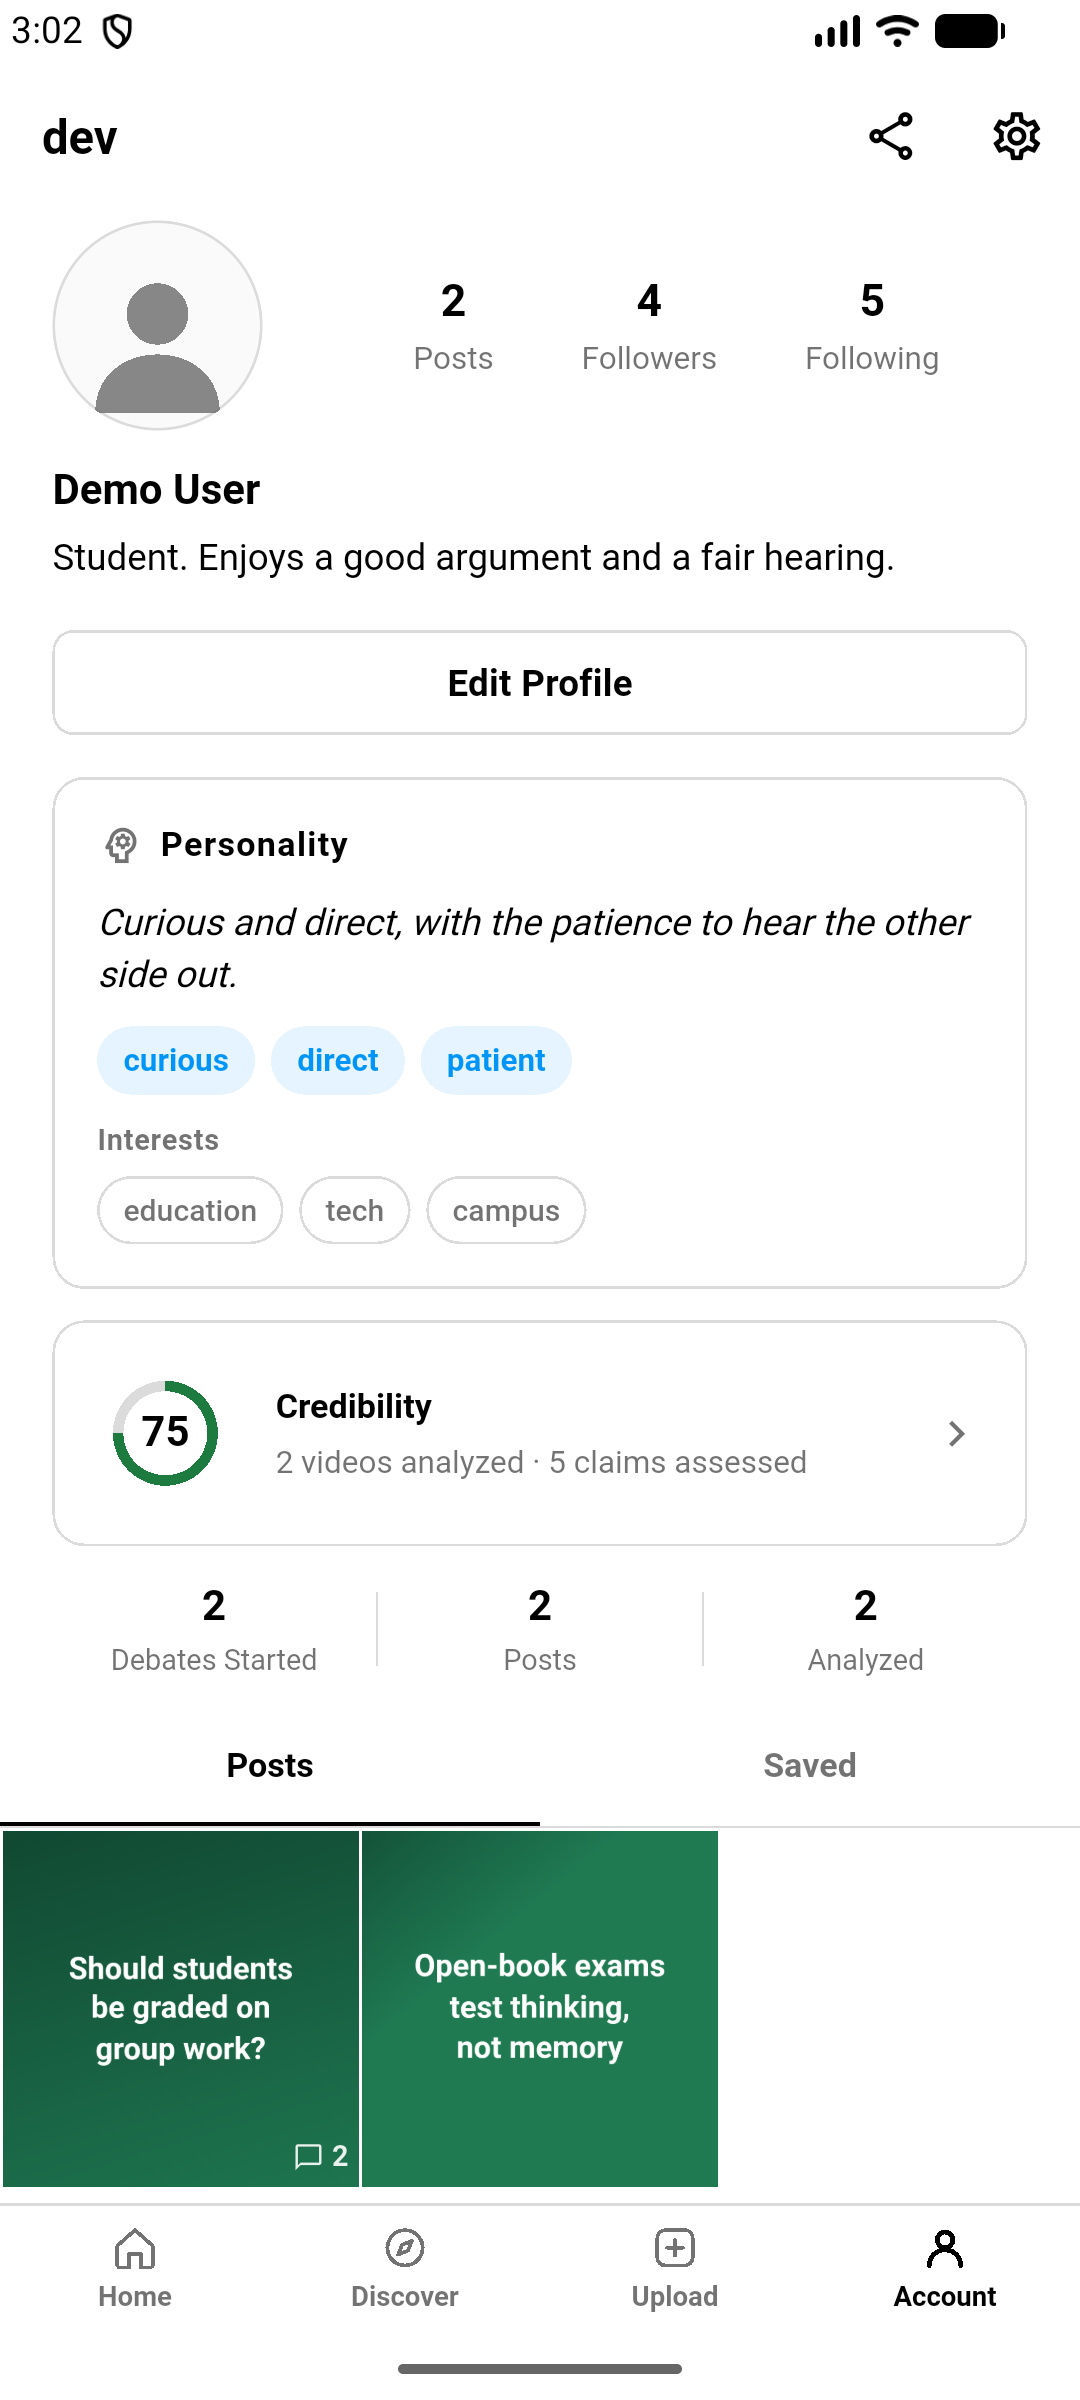 3:02
dev
2
Posts
4
Followers
5
Following
Demo User
Student. Enjoys a good argument and a fair hearing.
Edit Profile
Personality
Curious and direct, with the patience to hear the other
side out.
curious direct patient
Interests
education tech campus
75
Credibility
2 videos analyzed · 5 claims assessed
2
Debates Started
2
Posts
2
Analyzed
Posts Saved
Should students
be graded on
group work?
2
Open-book exams
test thinking,
not memory
Home Discover Upload Account